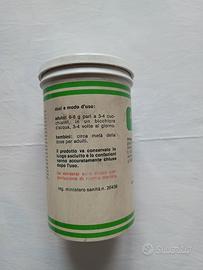 dosi e modo d'uso:
adulti: 6-8 g pari a 3-4 cuc-
chiaini, in un bicchiere
d'acqua, 3-4 volte al giorno.
bambini: circa metà della
dose per adulti.
Il prodotto va conservato in
luogo asciutto e le confezioni
vanno accuratamente chiuse
dopo l'uso.
reg. ministero sanità n. 20426
Subito.it